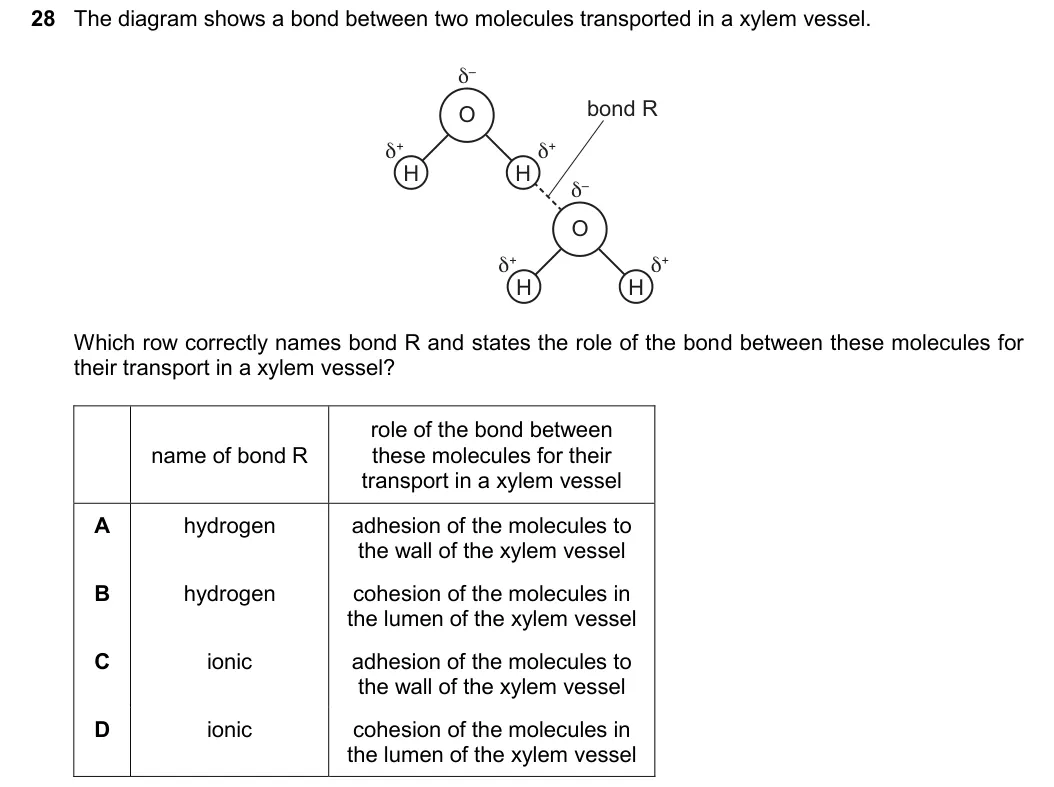 28 The diagram shows a bond between two molecules transported in a xylem vessel.
δ–
O
bond R
δ+
δ+
H
H
δ–
O
δ+
δ+
H
H
Which row correctly names bond R and states the role of the bond between these molecules for
their transport in a xylem vessel?
name of bond R
role of the bond between
these molecules for their
transport in a xylem vessel
A hydrogen adhesion of the molecules to
the wall of the xylem vessel
B hydrogen cohesion of the molecules in
the lumen of the xylem vessel
C ionic adhesion of the molecules to
the wall of the xylem vessel
D ionic cohesion of the molecules in
the lumen of the xylem vessel